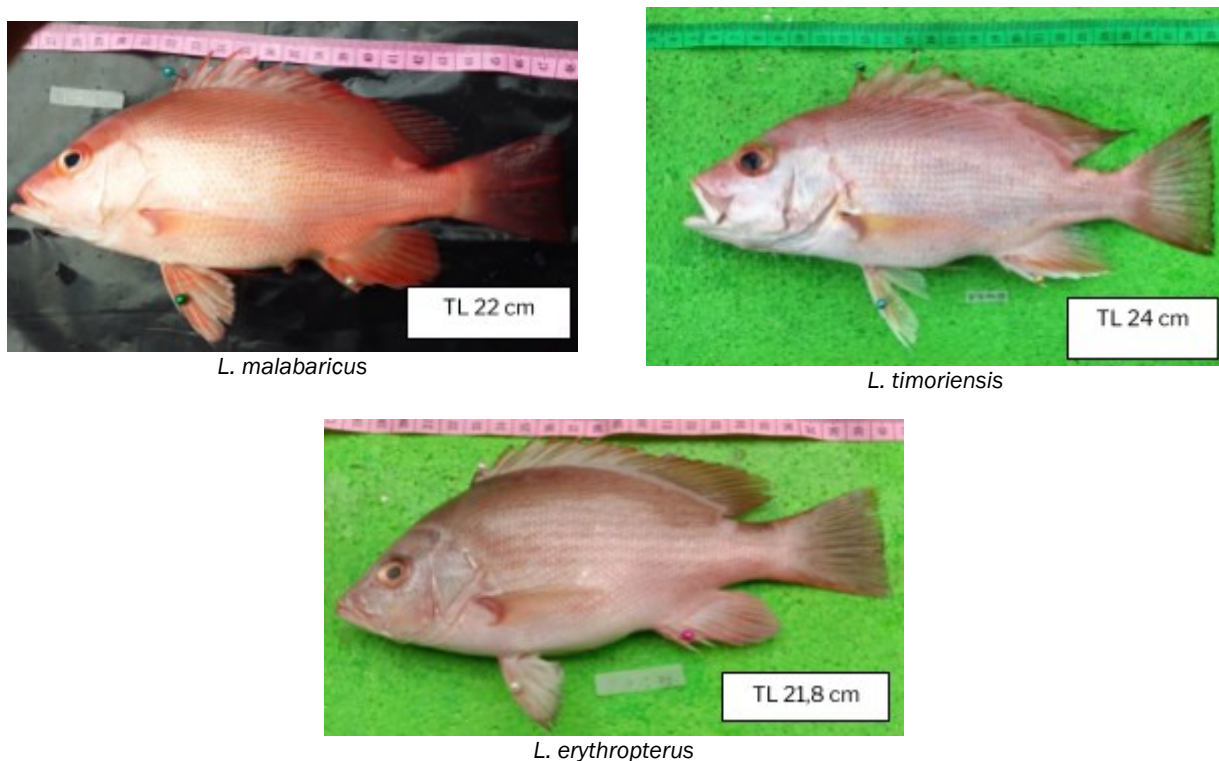 TL 22 cm
L. malabaricus
TL 24 cm
L. timoriensis
TL 21,8 cm
L. erythropterus